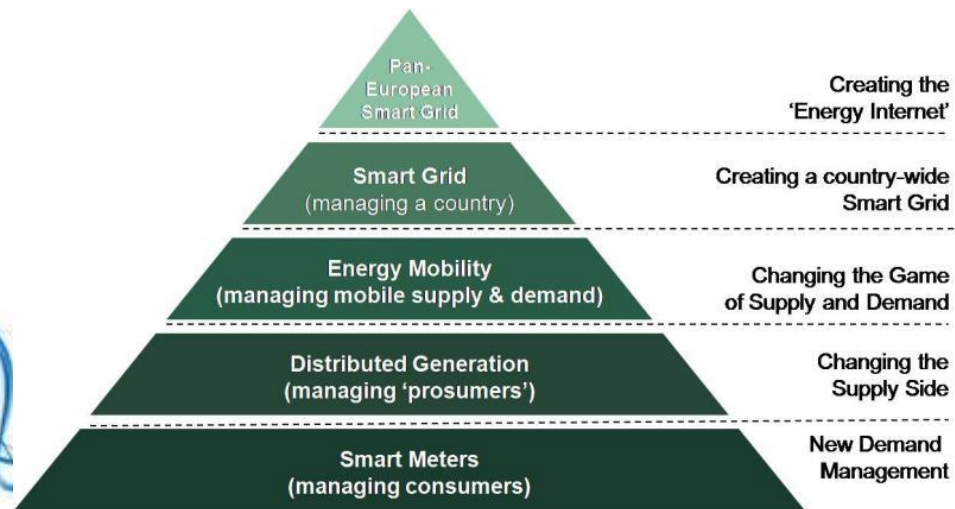 Pan-
European
Smart Grid
Creating the
‘Energy Internet’
Smart Grid
(managing a country)
Creating a country-wide
Smart Grid
Energy Mobility
(managing mobile supply & demand)
Changing the Game
of Supply and Demand
Distributed Generation
(managing ‘prosumers’)
Changing the
Supply Side
Smart Meters
(managing consumers)
New Demand
Management